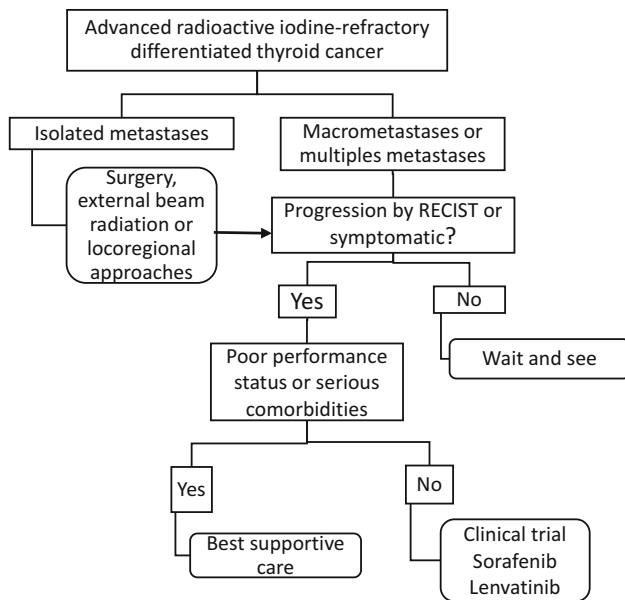 Advanced radioactive iodine-refractory
differentiated thyroid cancer
Isolated metastases
Macrometastases or
multiples metastases
Surgery,
external beam
radiation or
locoregional
approaches
Progression by RECIST or
symptomatic?
Yes
No
Wait and see
Poor performance
status or serious
comorbidities
Yes
No
Best supportive
care
Clinical trial
Sorafenib
Lenvatinib